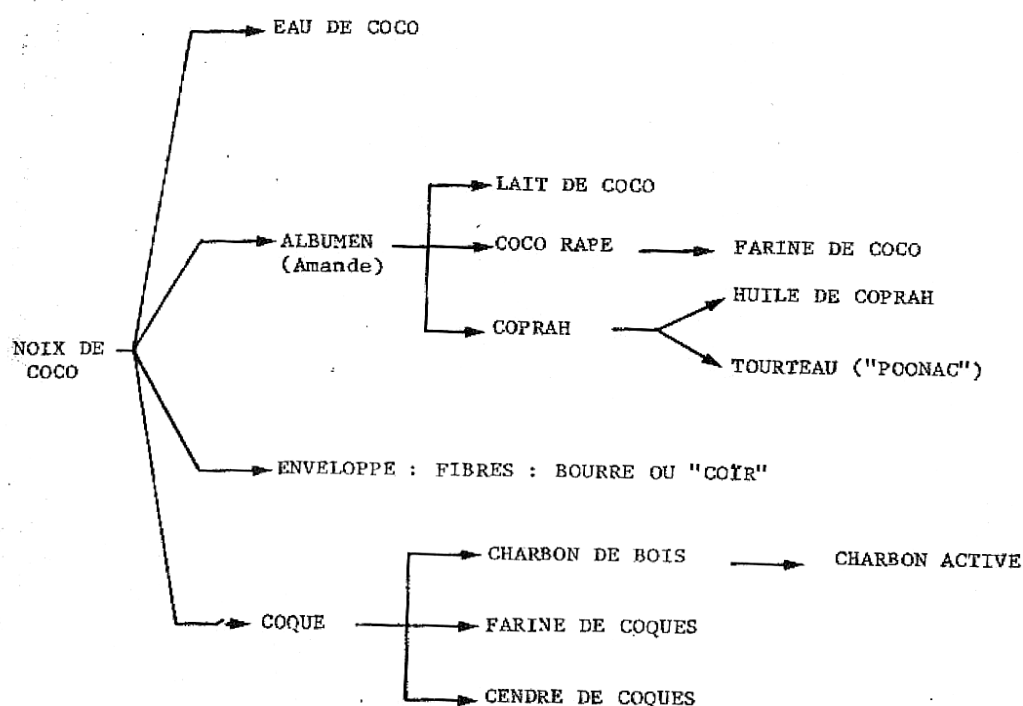 EAU DE COCO
LAIT DE COCO
ALBUMEN
(Amande)
COCO RAPE
FARINE DE COCO
HUILE DE COPRAH
COPRAH
TOURTEAU ("POONAC")
NOIX DE
COCO
ENVELOPPE : FIBRES : BOURRE OU "COÏR"
CHARBON DE BOIS
CHARBON ACTIVE
COQUE
FARINE DE COQUES
CENDRE DE COQUES